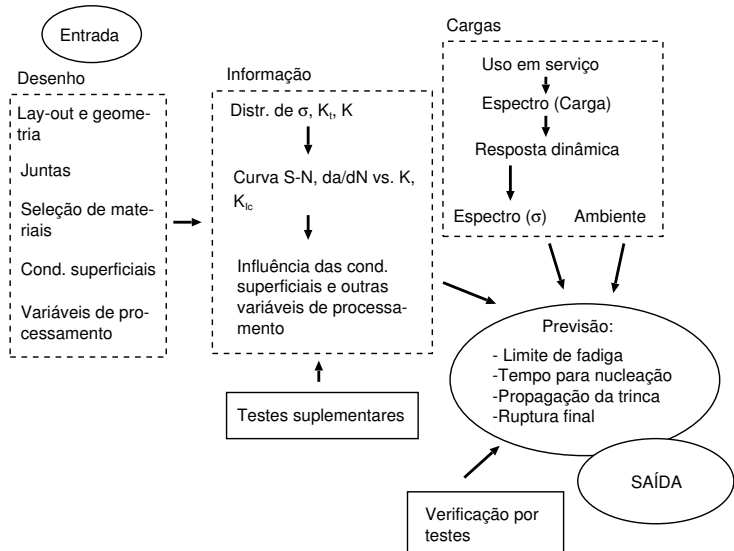 Entrada
Desenho
Lay-out e geome-
tria
Juntas
Seleção de mate-
riais
Cond. superficiais
Variáveis de pro-
cessamento
Informação
Distr. de σ, Kt, K
Curva S-N, da/dN vs. K,
KIc
Influência das cond.
superficiais e outras
variáveis de processa-
mento
Testes suplementares
Cargas
Uso em serviço
Espectro (Carga)
Resposta dinâmica
Espectro (σ)
Ambiente
Previsão:
- Limite de fadiga
-Tempo para nucleação
-Propagação da trinca
- Ruptura final
SAÍDA
Verificação por
testes